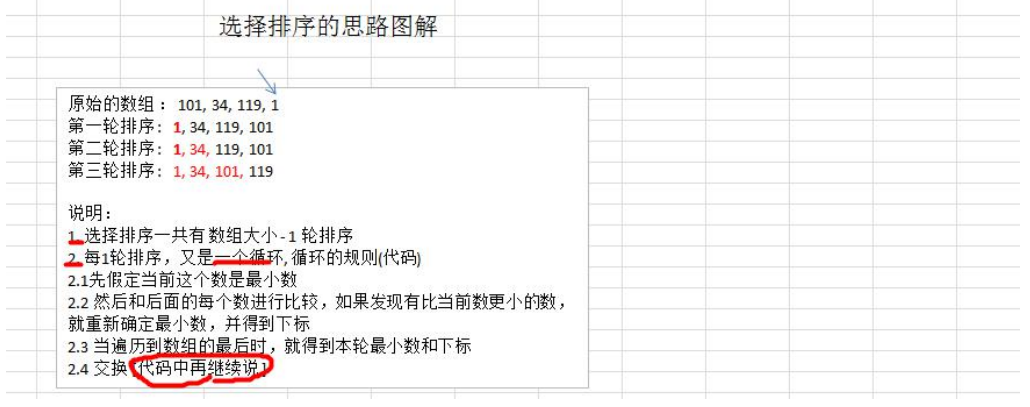 选择排序的思路图解
原始的数组： 101, 34, 119, 1
第一轮排序: 1, 34, 119, 101
第二轮排序: 1, 34, 119, 101
第三轮排序: 1, 34, 101, 119
说明：
1. 选择排序一共有 数组大小 - 1 轮排序
2. 每1轮排序，又是一个循环, 循环的规则(代码)
2.1先假定当前这个数是最小数
2.2 然后和后面的每个数进行比较，如果发现有比当前数更小的数，
就重新确定最小数，并得到下标
2.3 当遍历到数组的最后时，就得到本轮最小数和下标
2.4 交换 [代码中再继续说]